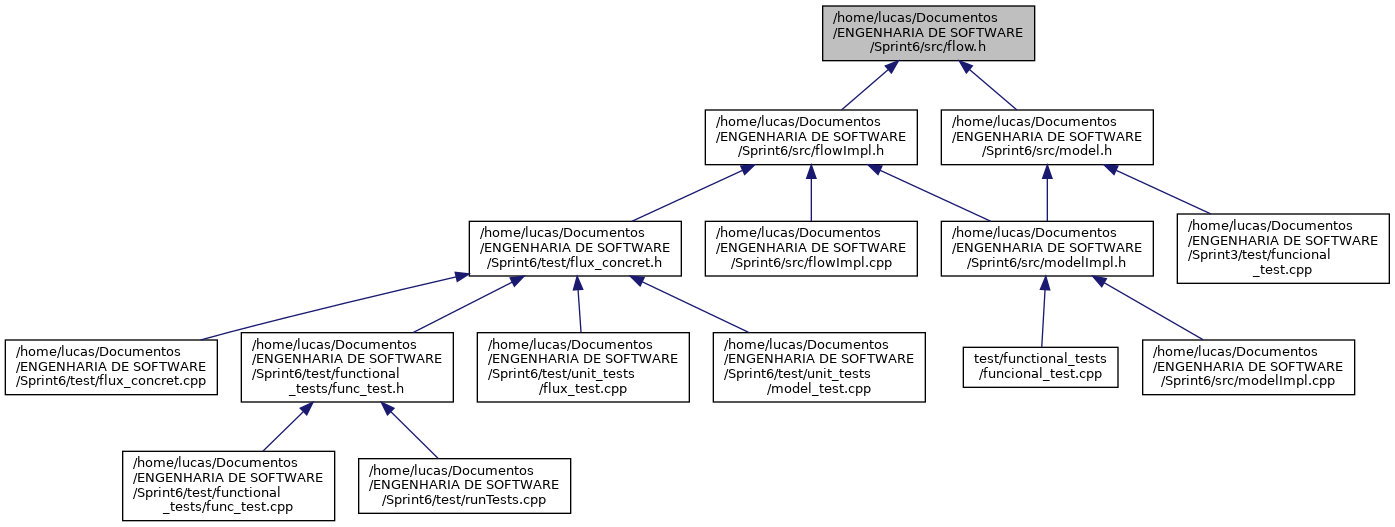 /home/lucas/Documentos
/ENGENHARIA DE SOFTWARE
/Sprint6/src/flow.h
/home/lucas/Documentos
/ENGENHARIA DE SOFTWARE
/Sprint6/src/flowImpl.h
/home/lucas/Documentos
/ENGENHARIA DE SOFTWARE
/Sprint6/src/model.h
/home/lucas/Documentos
/ENGENHARIA DE SOFTWARE
/Sprint6/test/flux_concret.h
/home/lucas/Documentos
/ENGENHARIA DE SOFTWARE
/Sprint6/src/flowImpl.cpp
/home/lucas/Documentos
/ENGENHARIA DE SOFTWARE
/Sprint6/src/modelImpl.h
/home/lucas/Documentos
/ENGENHARIA DE SOFTWARE
/Sprint3/test/funcional
_test.cpp
/home/lucas/Documentos
/ENGENHARIA DE SOFTWARE
/Sprint6/test/flux_concret.cpp
/home/lucas/Documentos
/ENGENHARIA DE SOFTWARE
/Sprint6/test/functional
_tests/func_test.h
/home/lucas/Documentos
/ENGENHARIA DE SOFTWARE
/Sprint6/test/unit_tests
/flux_test.cpp
/home/lucas/Documentos
/ENGENHARIA DE SOFTWARE
/Sprint6/test/unit_tests
/model_test.cpp
test/functional_tests
/funcional_test.cpp
/home/lucas/Documentos
/ENGENHARIA DE SOFTWARE
/Sprint6/src/modelImpl.cpp
/home/lucas/Documentos
/ENGENHARIA DE SOFTWARE
/Sprint6/test/functional
_tests/func_test.cpp
/home/lucas/Documentos
/ENGENHARIA DE SOFTWARE
/Sprint6/test/runTests.cpp